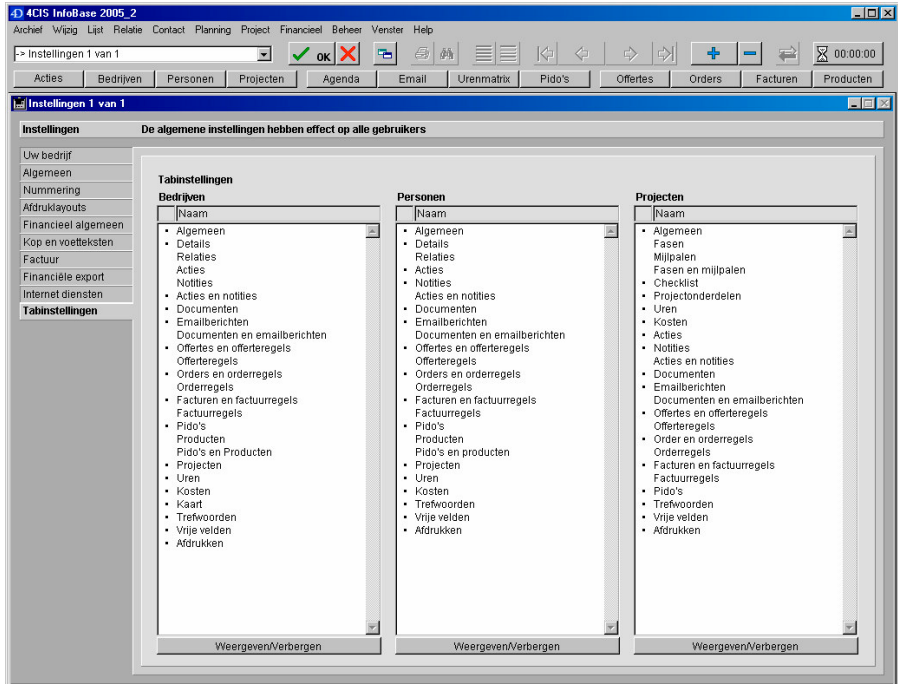 4CIS InfoBase 2005_2
Archief Wijzig Lijst Relatie Contact Planning Project Financieel Beheer Venster Help
-> Instellingen 1 van 1 OK 00:00:00
Acties Bedrijven Personen Projecten Agenda Email Urenmatrix Pido's Offertes Orders Facturen Producten
Instellingen 1 van 1
Instellingen De algemene instellingen hebben effect op alle gebruikers
Uw bedrijf
Algemeen
Nummering
Afdruklayouts
Financieel algemeen
Kop en voetteksten
Factuur
Financiële export
Internet diensten
Tabinstellingen
Tabinstellingen
Bedrijven
Naam
Algemeen
Details
Relaties
Acties
Notities
Acties en notities
Documenten
Emailberichten
Documenten en emailberichten
Offertes en offerteregels
Offerteregels
Orders en orderregels
Orderregels
Facturen en factuurregels
Factuurregels
Pido's
Producten
Pido's en Producten
Projecten
Uren
Kosten
Kaart
Trefwoorden
Vrije velden
Afdrukken
Weergeven/Verbergen
Personen
Naam
Algemeen
Details
Relaties
Acties
Notities
Acties en notities
Documenten
Emailberichten
Documenten en emailberichten
Offertes en offerteregels
Offerteregels
Orders en orderregels
Orderregels
Facturen en factuurregels
Factuurregels
Pido's
Producten
Pido's en producten
Projecten
Uren
Kosten
Trefwoorden
Vrije velden
Afdrukken
Weergeven/Verbergen
Projecten
Naam
Algemeen
Fasen
Mijlpalen
Fasen en mijlpalen
Checklist
Projectonderdelen
Uren
Kosten
Acties
Notities
Acties en notities
Documenten
Emailberichten
Documenten en emailberichten
Offertes en offerteregels
Offerteregels
Order en orderregels
Orderregels
Facturen en factuurregels
Factuurregels
Pido's
Trefwoorden
Vrije velden
Afdrukken
Weergeven/Verbergen